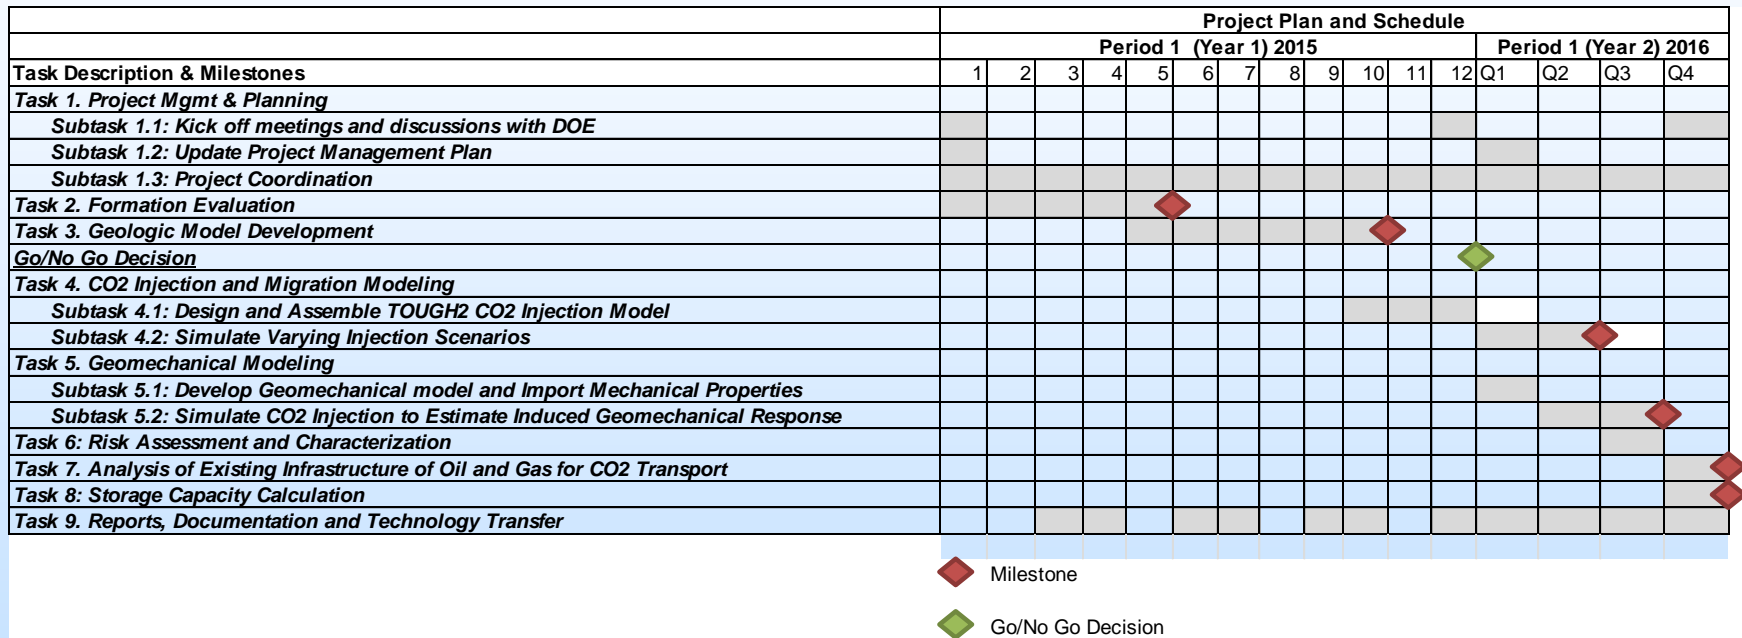 Project Plan and Schedule
Period 1 (Year 1) 2015 Period 1 (Year 2) 2016
Task Description & Milestones 1 2 3 4 5 6 7 8 9 10 11 12 Q1 Q2 Q3 Q4
Task 1. Project Mgmt & Planning
Subtask 1.1: Kick off meetings and discussions with DOE
Subtask 1.2: Update Project Management Plan
Subtask 1.3: Project Coordination
Task 2. Formation Evaluation
Task 3. Geologic Model Development
Go/No Go Decision
Task 4. CO2 Injection and Migration Modeling
Subtask 4.1: Design and Assemble TOUGH2 CO2 Injection Model
Subtask 4.2: Simulate Varying Injection Scenarios
Task 5. Geomechanical Modeling
Subtask 5.1: Develop Geomechanical model and Import Mechanical Properties
Subtask 5.2: Simulate CO2 Injection to Estimate Induced Geomechanical Response
Task 6: Risk Assessment and Characterization
Task 7. Analysis of Existing Infrastructure of Oil and Gas for CO2 Transport
Task 8: Storage Capacity Calculation
Task 9. Reports, Documentation and Technology Transfer
Milestone
Go/No Go Decision